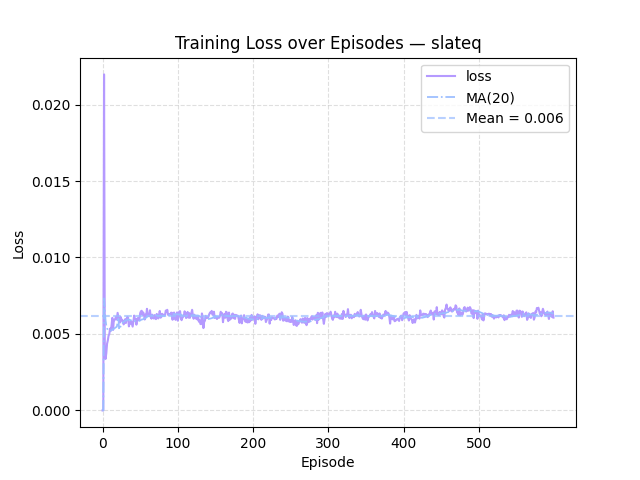 Training Loss over Episodes — slateq
loss
MA(20)
Mean = 0.006
0.020
0.015
0.010
0.005
0.000
Loss
0 100 200 300 400 500
Episode